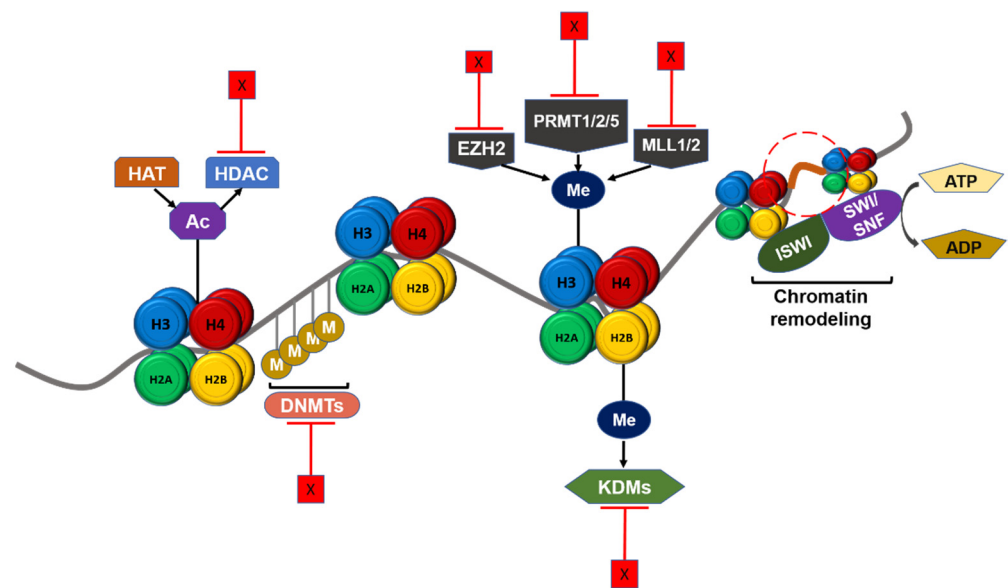 X
X
X
X
PRMT1/2/5
EZH2
MLL1/2
HAT
HDAC
Me
Ac
ATP
SWI/
SNF
ISWI
ADP
Chromatin
remodeling
H3
H4
H2A
H2B
H3
H4
H2A
H2B
H3
H4
H2A
H2B
M
M
M
M
DNMTs
X
Me
KDMs
X